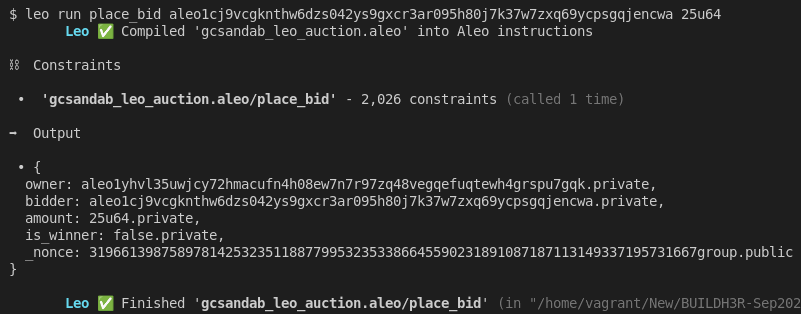 $ leo run place_bid aleo1cj9vcgknthw6dzs042ys9gxcr3ar095h80j7k37w7zxq69ycpsgqjencwa 25u64
Leo ✅ Compiled 'gcsandab_leo_auction.aleo' into Aleo instructions
⛓ Constraints
• 'gcsandab_leo_auction.aleo/place_bid' - 2,026 constraints (called 1 time)
➡ Output
• {
owner: aleo1yhvl35uwjcy72hmacufn4h08ew7n7r97zq48vegqefuqtewh4grspu7gqk.private,
bidder: aleo1cj9vcgknthw6dzs042ys9gxcr3ar095h80j7k37w7zxq69ycpsgqjencwa.private,
amount: 25u64.private,
is_winner: false.private,
_nonce: 3196613987589781425323511887799532353386645590231891087187113149337195731667group.public
}
Leo ✅ Finished 'gcsandab_leo_auction.aleo/place_bid' (in "/home/vagrant/New/BUILDH3R-Sep202